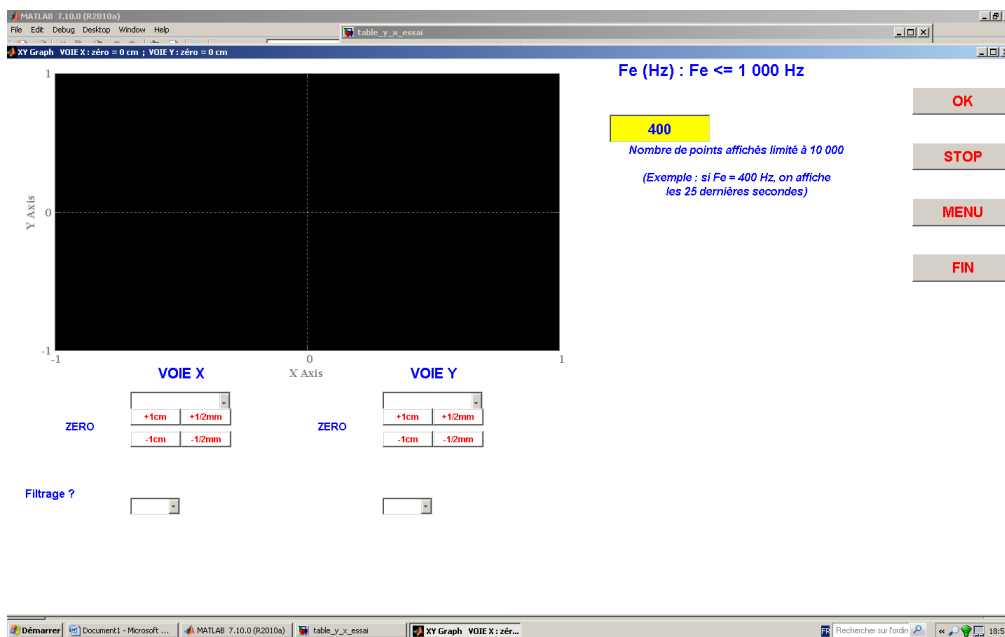 MATLAB 7.10.0 (R2010a)
File Edit Debug Desktop Window Help
table_y_x_essai
XY Graph VOIE X : zéro = 0 cm ; VOIE Y : zéro = 0 cm
Fe (Hz) : Fe <= 1 000 Hz
400
Nombre de points affichés limité à 10 000
(Exemple : si Fe = 400 Hz, on affiche
les 25 dernières secondes)
OK
STOP
MENU
FIN
1
Y Axis
0
-1
-1 0 1
X Axis
VOIE X
VOIE Y
ZERO
+1cm +1/2mm
-1cm -1/2mm
ZERO
+1cm +1/2mm
-1cm -1/2mm
Filtrage ?
Démarrer Document1 - Microsoft ... MATLAB 7.10.0 (R2010a) table_y_x_essai XY Graph VOIE X : zér... FR Rechercher sur l'ordin « 18:5